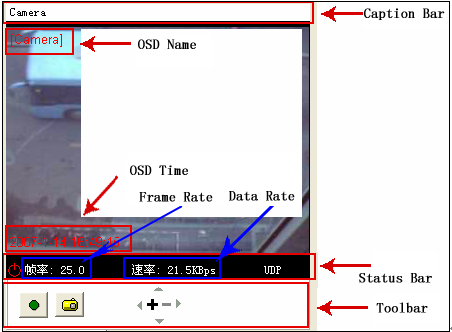 Camera
Caption Bar
[Camera]
OSD Name
OSD Time
Frame Rate
Data Rate
帧率: 25.0
速率: 21.5KBps
UDP
Status Bar
Toolbar